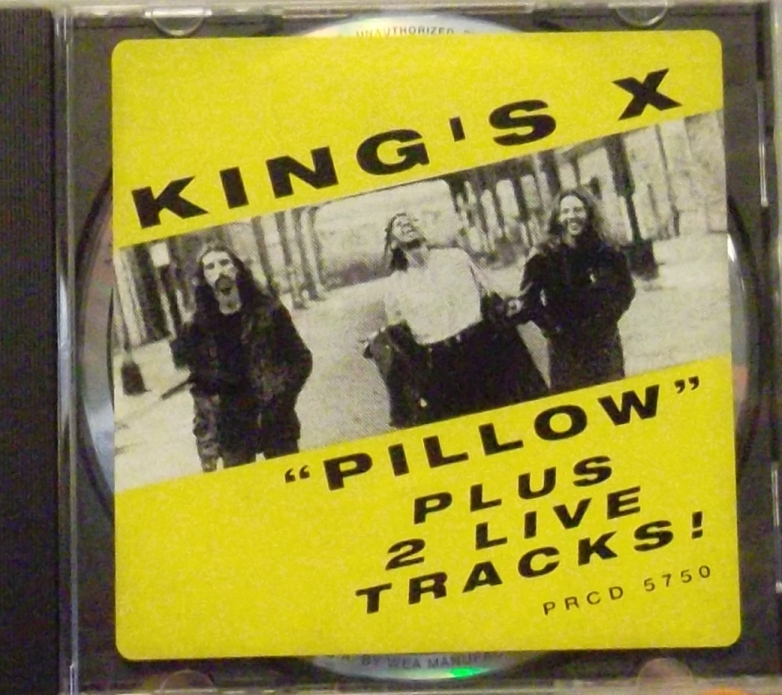 UNAUTHORIZED
KING'S X
"PILLOW"
PLUS
2 LIVE
TRACKS!
PRCD 5750
BY WEA MANUFA